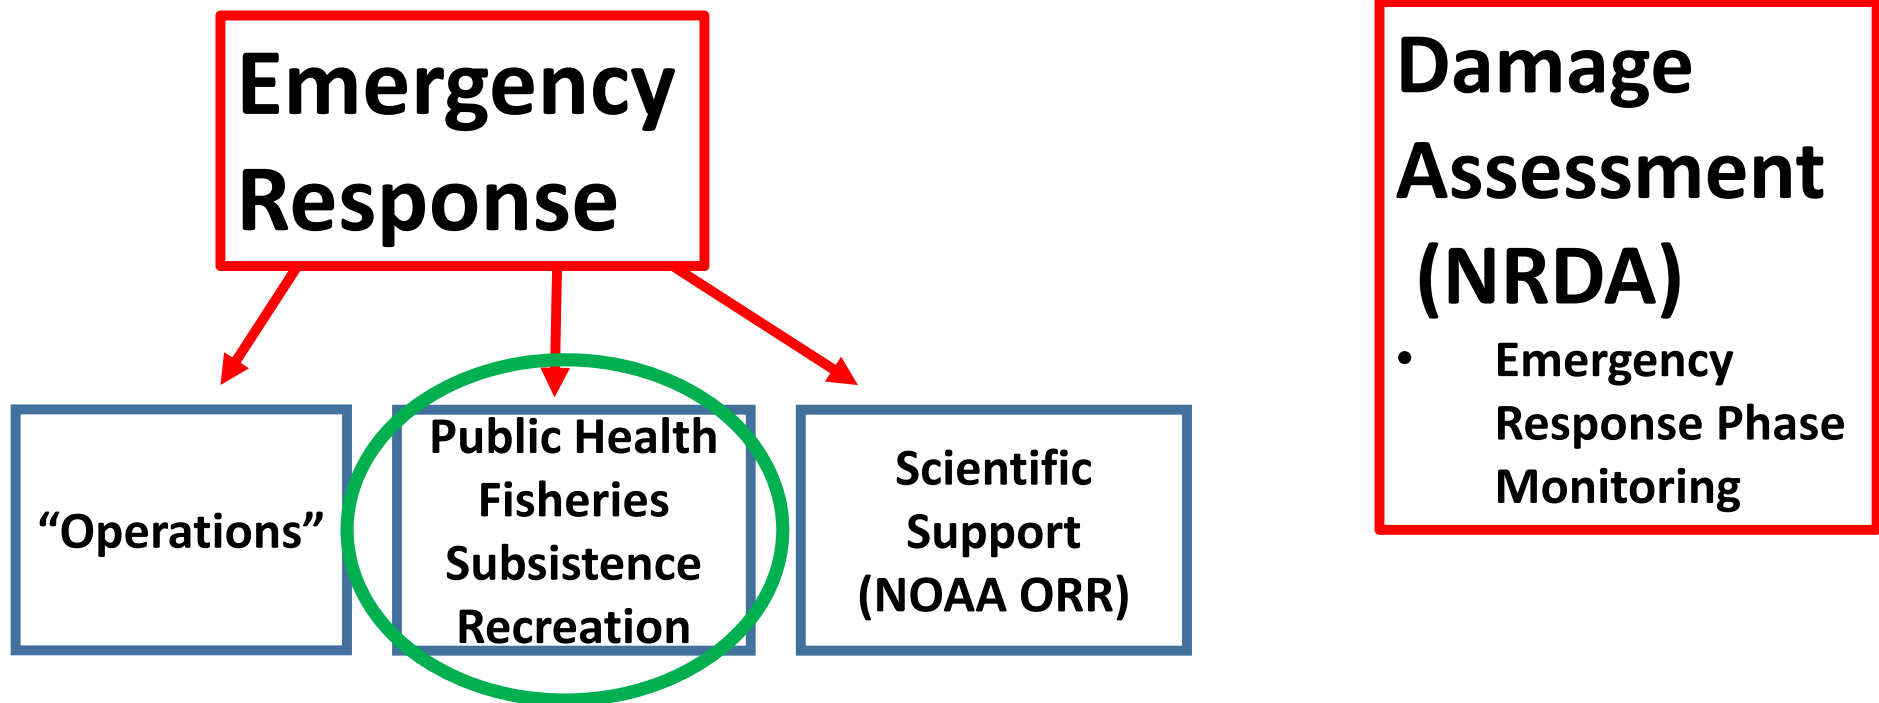 Emergency
Response
“Operations”
Public Health
Fisheries
Subsistence
Recreation
Scientific
Support
(NOAA ORR)
Damage
Assessment
(NRDA)
• Emergency
Response Phase
Monitoring